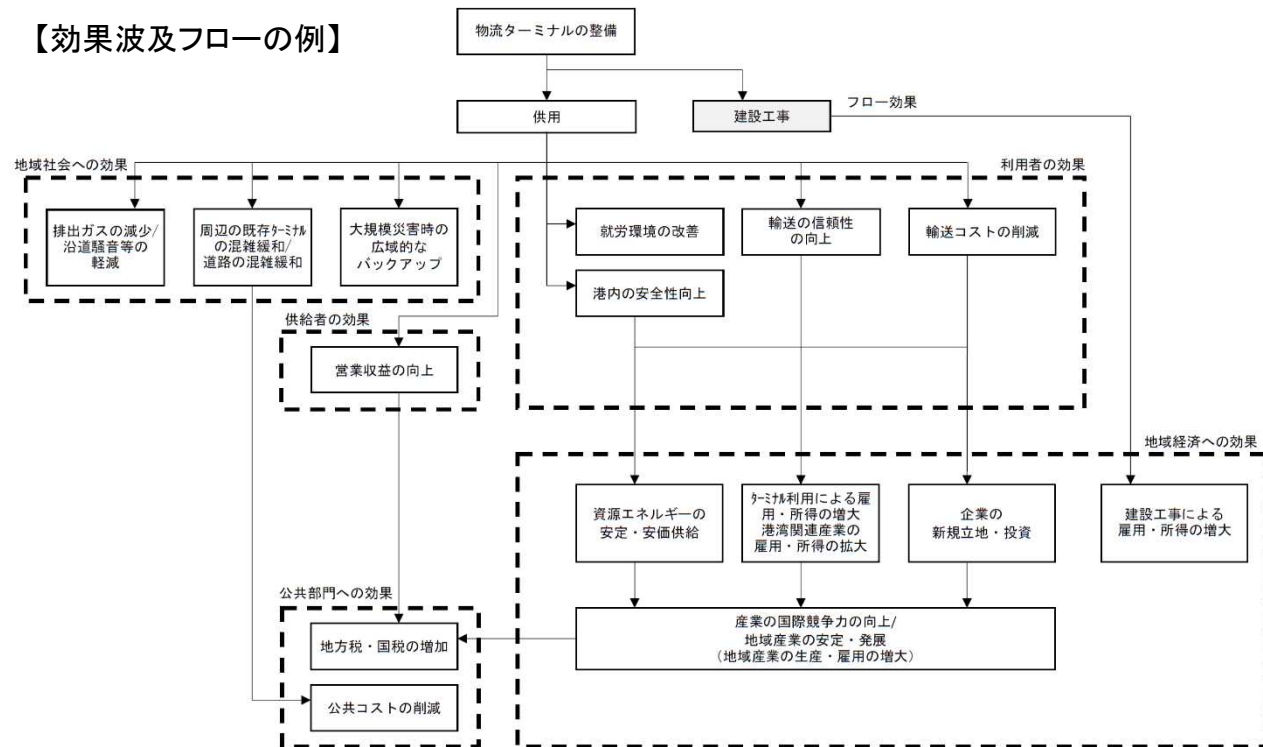 【効果波及フローの例】
物流ターミナルの整備
供用
建設工事
フロー効果
地域社会への効果
利用者の効果
排出ガスの減少/
沿道騒音等の
軽減
周辺の既存ﾀｰﾐﾅﾙ
の混雑緩和/
道路の混雑緩和
大規模災害時の
広域的な
バックアップ
就労環境の改善
輸送の信頼性
の向上
輸送コストの削減
港内の安全性向上
供給者の効果
営業収益の向上
地域経済への効果
資源エネルギーの
安定・安価供給
ﾀｰﾐﾅﾙ利用による雇
用・所得の増大
港湾関連産業の
雇用・所得の拡大
企業の
新規立地・投資
建設工事による
雇用・所得の増大
公共部門への効果
地方税・国税の増加
産業の国際競争力の向上/
地域産業の安定・発展
（地域産業の生産・雇用の増大）
公共コストの削減